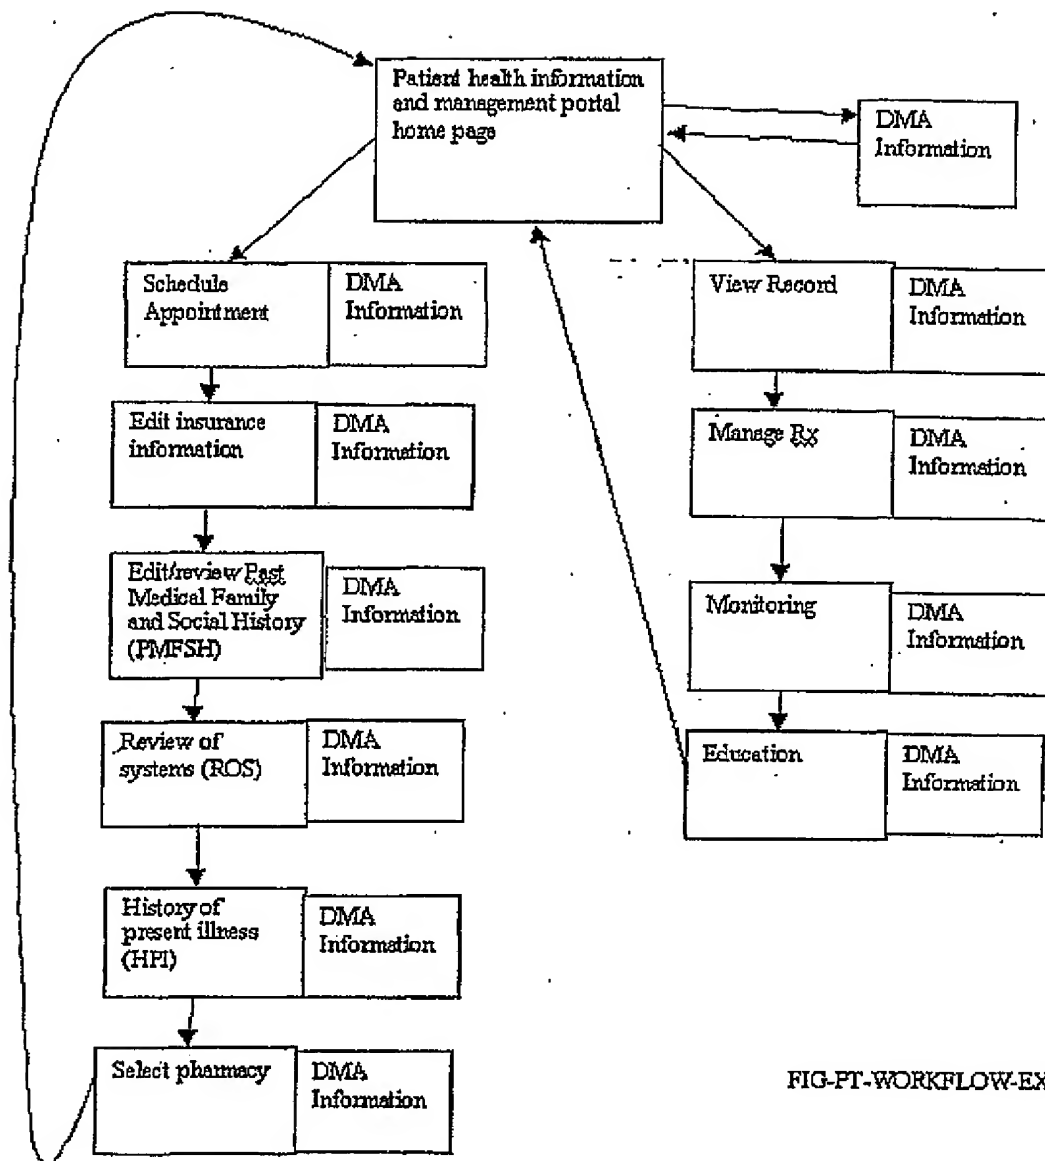 Patient health information
and management portal
home page
DMA
Information
Schedule
Appointment
DMA
Information
View Record
DMA
Information
Edit insurance
information
DMA
Information
Manage Rx
DMA
Information
Edit/review Past
Medical Family
and Social History
(PMFSH)
DMA
Information
Monitoring
DMA
Information
Review of
systems (ROS)
DMA
Information
Education
DMA
Information
History of
present illness
(HPI)
DMA
Information
Select pharmacy
DMA
Information
FIG-PT-WORKFLOW-EX